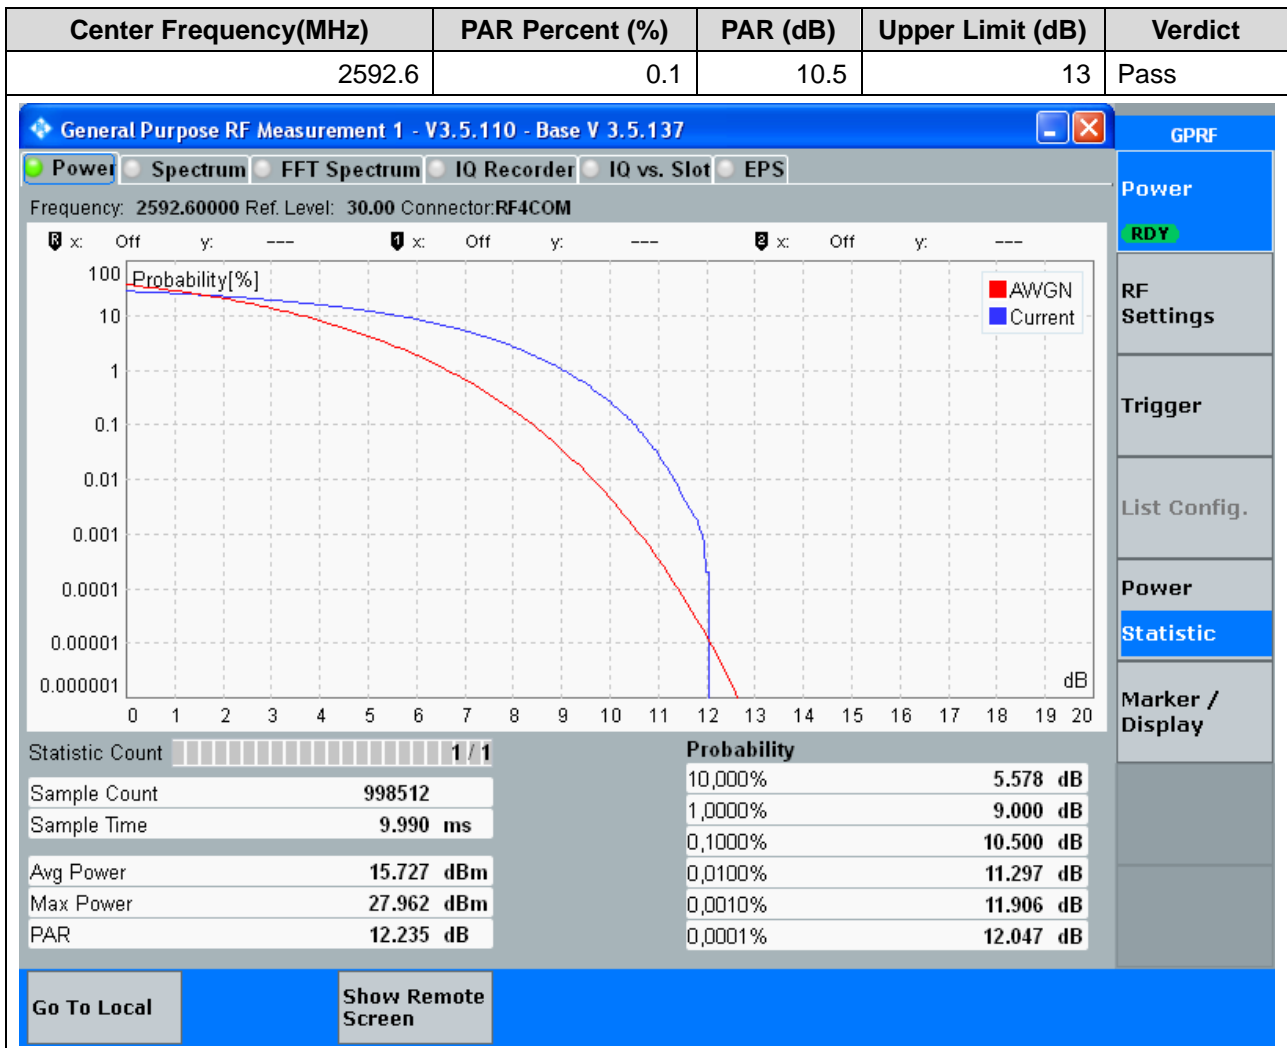 Center Frequency(MHz) PAR Percent (%) PAR (dB) Upper Limit (dB) Verdict
2592.6 0.1 10.5 13 Pass
General Purpose RF Measurement 1 - V3.5.110 - Base V 3.5.137
GPRF
Power Spectrum FFT Spectrum IQ Recorder IQ vs. Slot EPS
Frequency: 2592.60000 Ref. Level: 30.00 Connector:RF4COM
R x: Off y: --- 1 x: Off y: --- 2 x: Off y: ---
Probability[%]
AWGN
Current
100
10
1
0.1
0.01
0.001
0.0001
0.00001
0.000001
dB
0 1 2 3 4 5 6 7 8 9 10 11 12 13 14 15 16 17 18 19 20
Statistic Count 1 / 1
Sample Count 998512
Sample Time 9.990 ms
Avg Power 15.727 dBm
Max Power 27.962 dBm
PAR 12.235 dB
Probability
10,000% 5.578 dB
1,0000% 9.000 dB
0,1000% 10.500 dB
0,0100% 11.297 dB
0,0010% 11.906 dB
0,0001% 12.047 dB
Power
RDY
RF
Settings
Trigger
List Config.
Power
Statistic
Marker /
Display
Go To Local
Show Remote
Screen